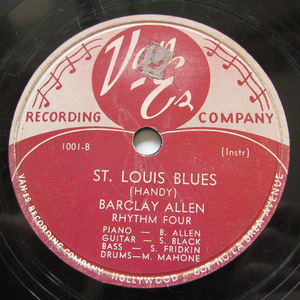 Van-Es
RECORDING COMPANY
1001-B (Instr)
ST. LOUIS BLUES
(HANDY)
BARCLAY ALLEN
RHYTHM FOUR
PIANO — B. ALLEN
GUITAR — S. BLACK
BASS — S. FRIDKIN
DRUMS—M. MAHONE
VAN-ES RECORDING COMPANY HOLLYWOOD NO. LA BREA AVENUE